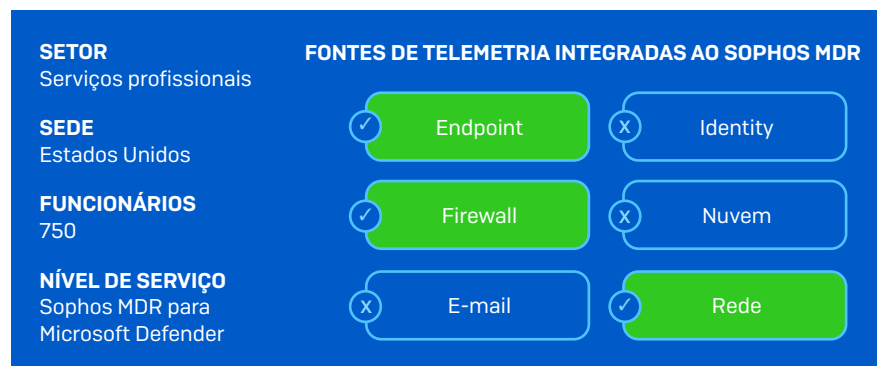 SETOR
Serviços profissionais
SEDE
Estados Unidos
FUNCIONÁRIOS
750
NÍVEL DE SERVIÇO
Sophos MDR para
Microsoft Defender
FONTES DE TELEMETRIA INTEGRADAS AO SOPHOS MDR
✓ Endpoint
X Identity
✓ Firewall
X Nuvem
X E-mail
✓ Rede